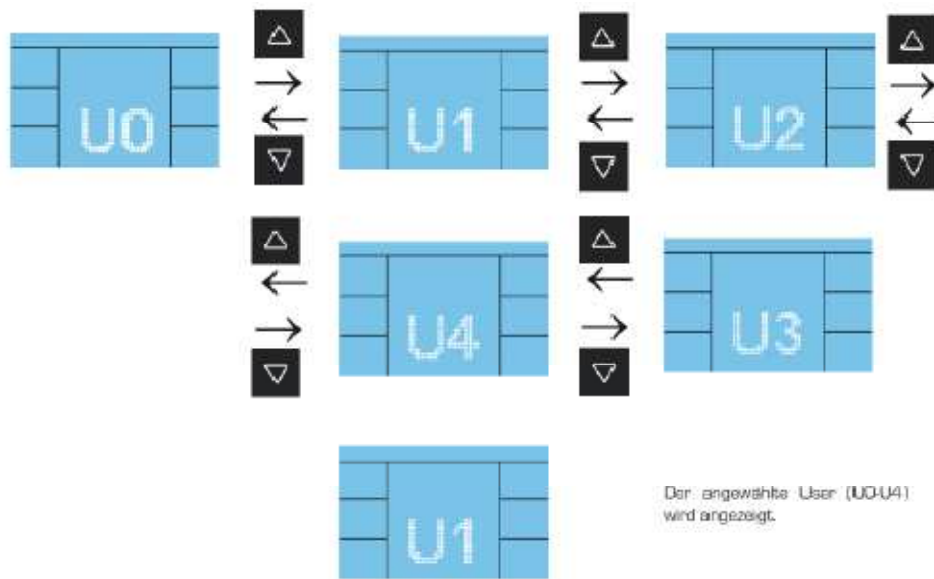 U0
U1
U2
U4
U3
U1
Der angewählte User (U0-U4)
wird angezeigt.